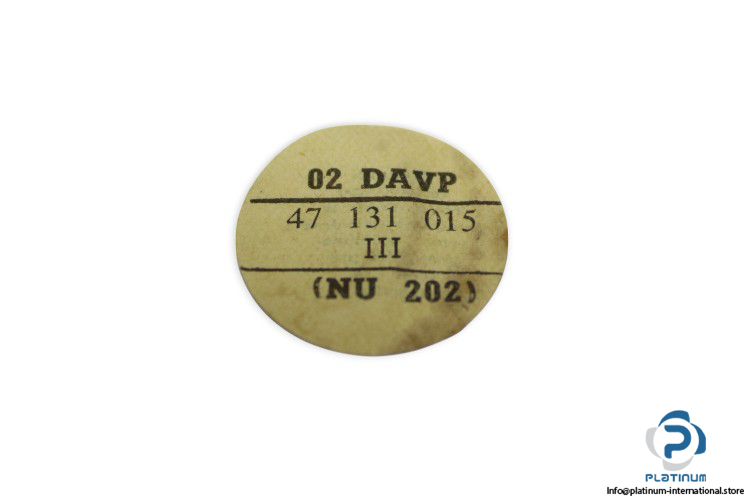 02 DAVP
47 131 015
III
(NU 202)
PLATINUM
Info@platinum-international.store